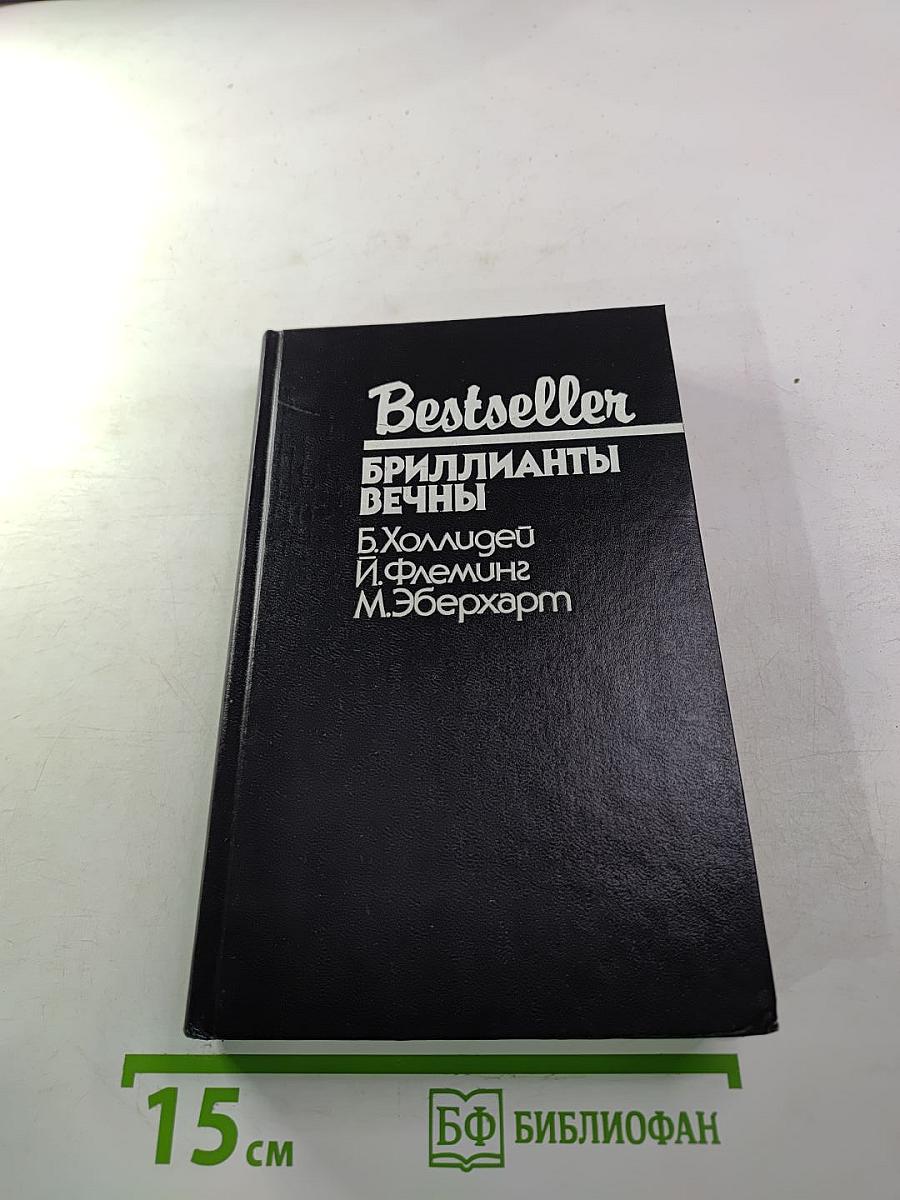 Bestseller
БРИЛЛИАНТЫ
ВЕЧНЫ
Б.Холлидей
Й.Флеминг
М.Эберхарт
15 см
БФ БИБЛИОФАН